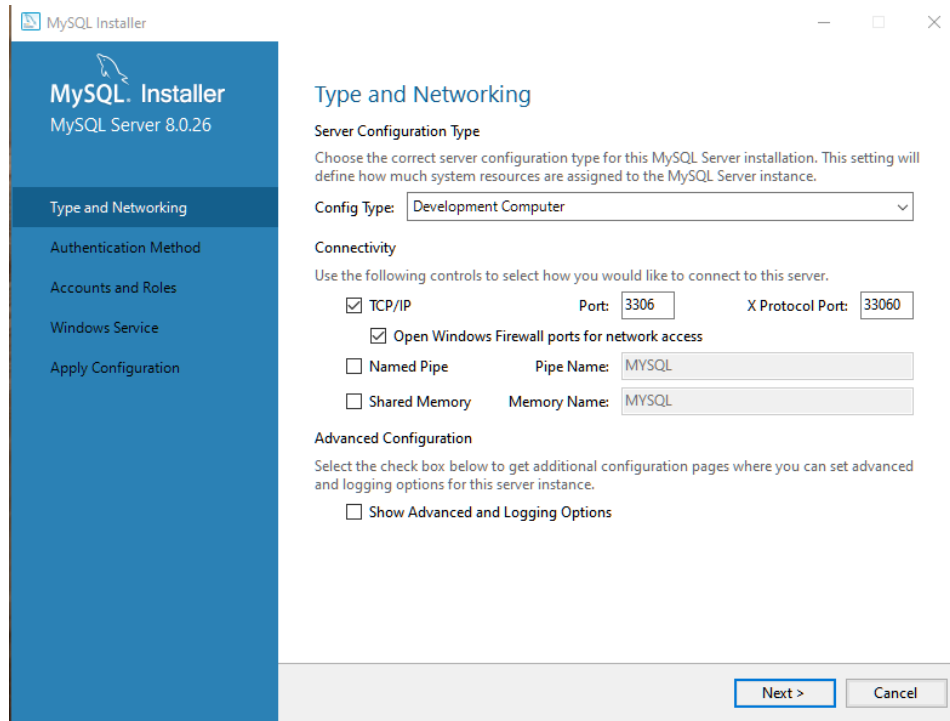 MySQL Installer
MySQL. Installer
MySQL Server 8.0.26
Type and Networking
Authentication Method
Accounts and Roles
Windows Service
Apply Configuration
Type and Networking
Server Configuration Type
Choose the correct server configuration type for this MySQL Server installation. This setting will
define how much system resources are assigned to the MySQL Server instance.
Config Type: Development Computer
Connectivity
Use the following controls to select how you would like to connect to this server.
TCP/IP Port: 3306 X Protocol Port: 33060
Open Windows Firewall ports for network access
Named Pipe Pipe Name: MYSQL
Shared Memory Memory Name: MYSQL
Advanced Configuration
Select the check box below to get additional configuration pages where you can set advanced
and logging options for this server instance.
Show Advanced and Logging Options
Next > Cancel